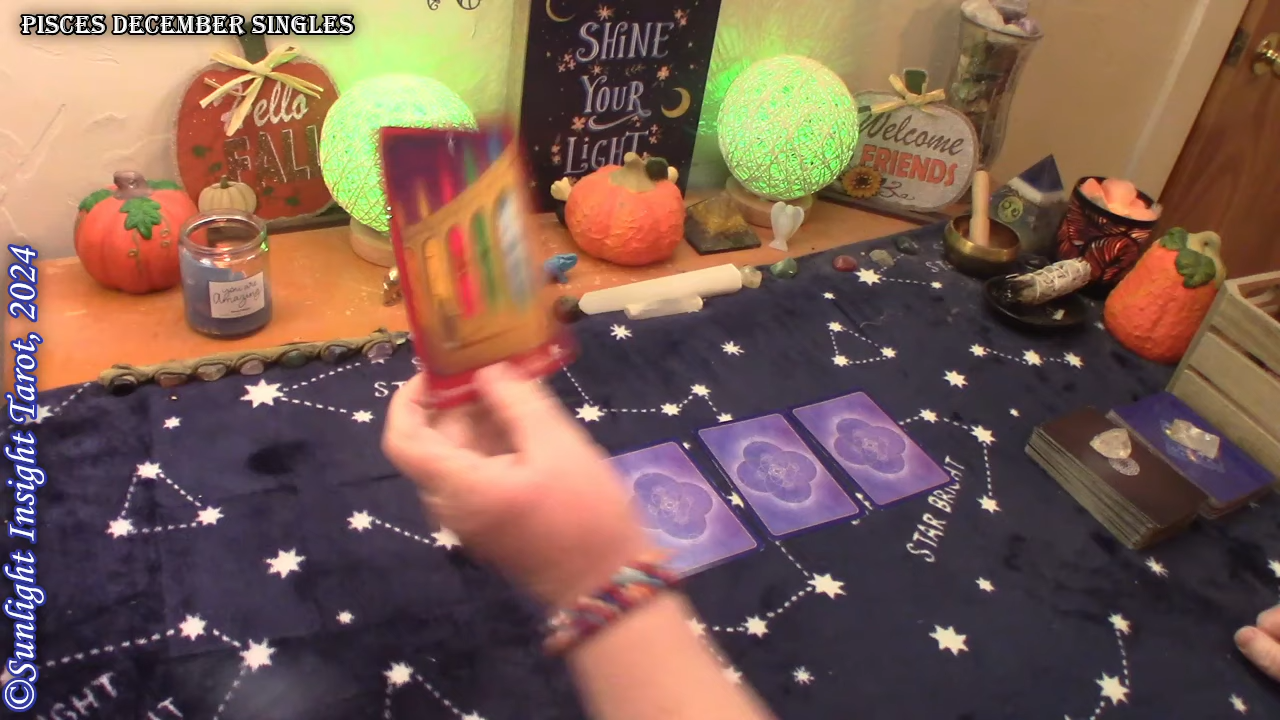 PISCES DECEMBER SINGLES
SHINE
YOUR
LIGHT
Hello
FALL
Welcome
FRIENDS
you are
amazing
STAR BRIGHT
©Sunlight Insight Tarot, 2024